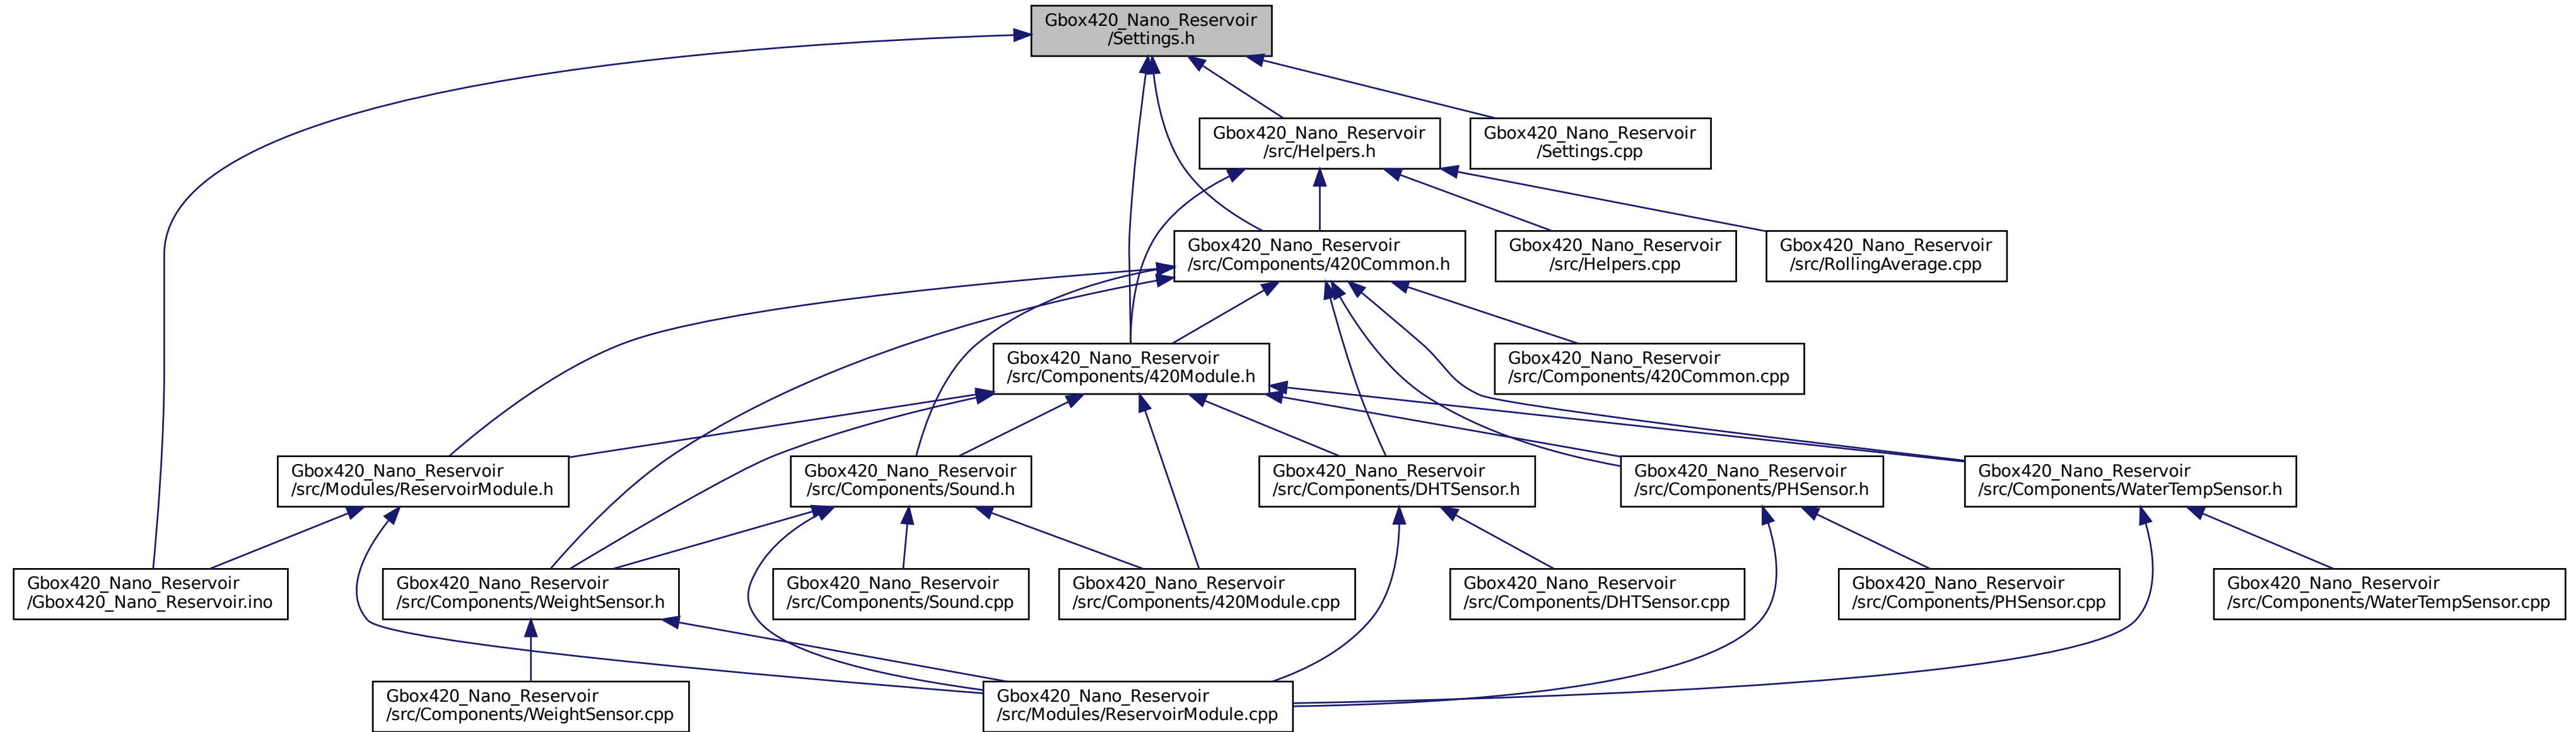 Gbox420_Nano_Reservoir
/Settings.h
Gbox420_Nano_Reservoir
/src/Helpers.h
Gbox420_Nano_Reservoir
/Settings.cpp
Gbox420_Nano_Reservoir
/src/Components/420Common.h
Gbox420_Nano_Reservoir
/src/Helpers.cpp
Gbox420_Nano_Reservoir
/src/RollingAverage.cpp
Gbox420_Nano_Reservoir
/src/Components/420Module.h
Gbox420_Nano_Reservoir
/src/Components/420Common.cpp
Gbox420_Nano_Reservoir
/src/Modules/ReservoirModule.h
Gbox420_Nano_Reservoir
/src/Components/Sound.h
Gbox420_Nano_Reservoir
/src/Components/DHTSensor.h
Gbox420_Nano_Reservoir
/src/Components/PHSensor.h
Gbox420_Nano_Reservoir
/src/Components/WaterTempSensor.h
Gbox420_Nano_Reservoir
/Gbox420_Nano_Reservoir.ino
Gbox420_Nano_Reservoir
/src/Components/WeightSensor.h
Gbox420_Nano_Reservoir
/src/Components/Sound.cpp
Gbox420_Nano_Reservoir
/src/Components/420Module.cpp
Gbox420_Nano_Reservoir
/src/Components/DHTSensor.cpp
Gbox420_Nano_Reservoir
/src/Components/PHSensor.cpp
Gbox420_Nano_Reservoir
/src/Components/WaterTempSensor.cpp
Gbox420_Nano_Reservoir
/src/Components/WeightSensor.cpp
Gbox420_Nano_Reservoir
/src/Modules/ReservoirModule.cpp